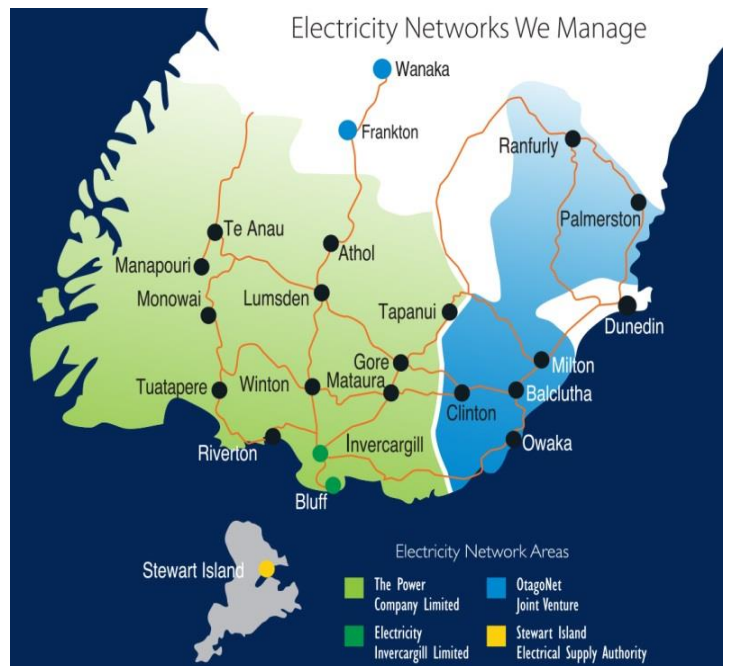 Electricity Networks We Manage
Wanaka
Frankton
Ranfurly
Palmerston
Te Anau
Athol
Manapouri
Monowai
Lumsden
Tapanui
Dunedin
Gore
Milton
Tuatapere
Winton
Mataura
Clinton
Balclutha
Riverton
Invercargill
Owaka
Bluff
Stewart Island
Electricity Network Areas
The Power
Company Limited
OtagoNet
Joint Venture
Electricity
Invercargill Limited
Stewart Island
Electrical Supply Authority